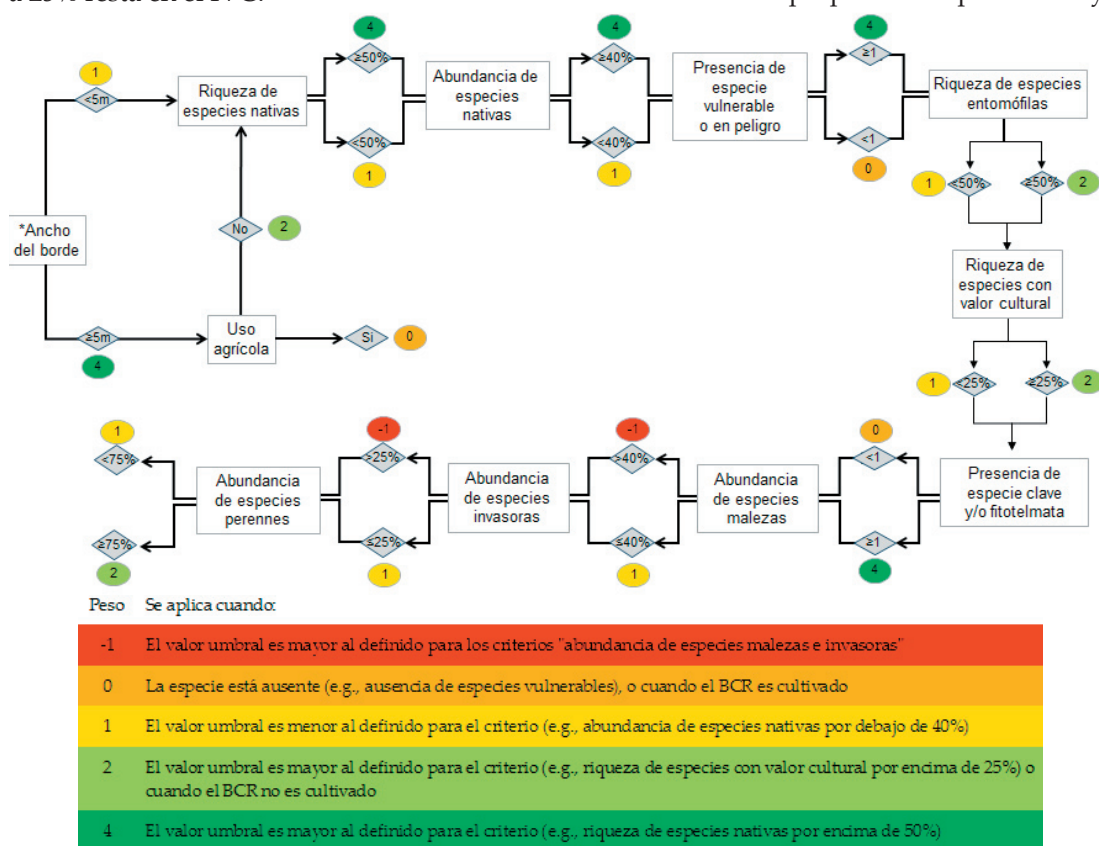 a 25% resta en el
*Ancho
del borde
1
<5m
≥5m
4
Riqueza de
especies nativas
No
2
Uso
agrícola
Si
0
4
≥50%
<50%
1
Abundancia de
especies
nativas
4
≥40%
<40%
1
Presencia de
especie
vulnerable
o en peligro
4
≥1
<1
0
Riqueza de especies
entomófilas
1
<50%
≥50%
2
Riqueza de
especies con
valor cultural
1
<25%
≥25%
2
Presencia de
especie clave
y/o fitotelmata
0
<1
≥1
4
Abundancia
de especies
malezas
-1
>40%
≤40%
1
Abundancia
de especies
invasoras
-1
>25%
≤25%
1
Abundancia
de especies
perennes
1
<75%
≥75%
2
Peso Se aplica cuando:
-1 El valor umbral es mayor al definido para los criterios "abundancia de especies malezas e invasoras"
0 La especie está ausente (e.g., ausencia de especies vulnerables), o cuando el BCR es cultivado
1 El valor umbral es menor al definido para el criterio (e.g., abundancia de especies nativas por debajo de 40%)
2 El valor umbral es mayor al definido para el criterio (e.g., riqueza de especies con valor cultural por encima de 25%) o
cuando el BCR no es cultivado
4 El valor umbral es mayor al definido para el criterio (e.g., riqueza de especies nativas por encima de 50%)